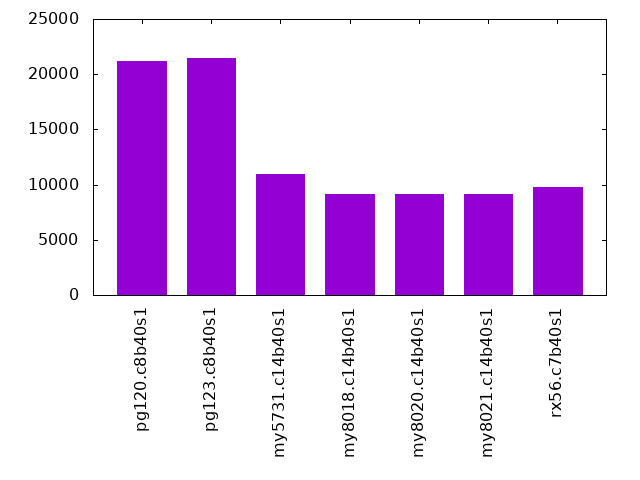 25000
20000
15000
10000
5000
0
pg120.c8b40s1
pg123.c8b40s1
my5731.c14b40s1
my8018.c14b40s1
my8020.c14b40s1
my8021.c14b40s1
rx56.c7b40s1